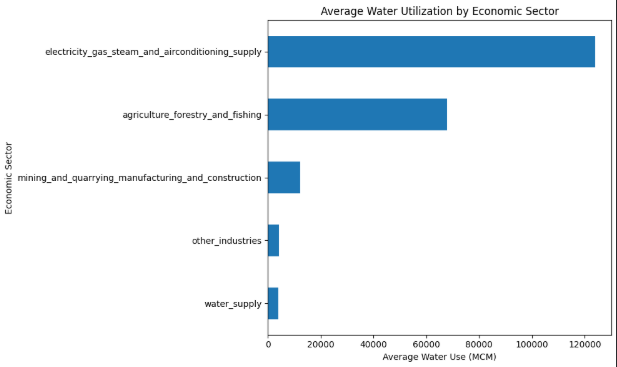 Average Water Utilization by Economic Sector
electricity_gas_steam_and_airconditioning_supply
agriculture_forestry_and_fishing
mining_and_quarrying_manufacturing_and_construction
other_industries
water_supply
Economic Sector
0 20000 40000 60000 80000 100000 120000
Average Water Use (MCM)